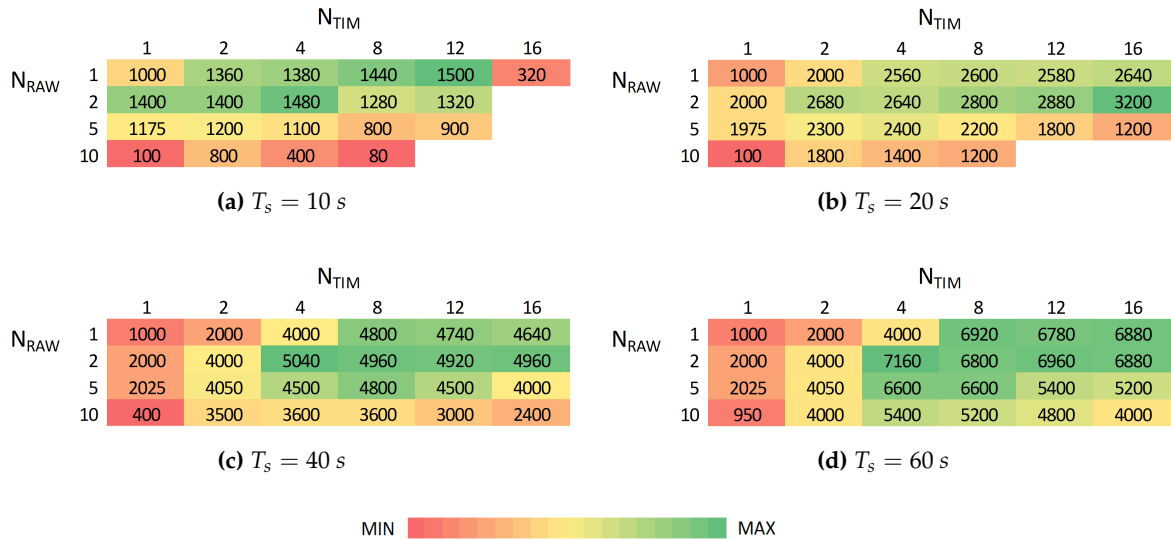 N_TIM
1 2 4 8 12 16
N_RAW 1 1000 1360 1380 1440 1500 320
2 1400 1400 1480 1280 1320
5 1175 1200 1100 800 900
10 100 800 400 80
(a) T_s = 10 s
N_TIM
1 2 4 8 12 16
N_RAW 1 1000 2000 2560 2600 2580 2640
2 2000 2680 2640 2800 2880 3200
5 1975 2300 2400 2200 1800 1200
10 100 1800 1400 1200
(b) T_s = 20 s
N_TIM
1 2 4 8 12 16
N_RAW 1 1000 2000 4000 4800 4740 4640
2 2000 4000 5040 4960 4920 4960
5 2025 4050 4500 4800 4500 4000
10 400 3500 3600 3600 3000 2400
(c) T_s = 40 s
N_TIM
1 2 4 8 12 16
N_RAW 1 1000 2000 4000 6920 6780 6880
2 2000 4000 7160 6800 6960 6880
5 2025 4050 6600 6600 5400 5200
10 950 4000 5400 5200 4800 4000
(d) T_s = 60 s
MIN MAX